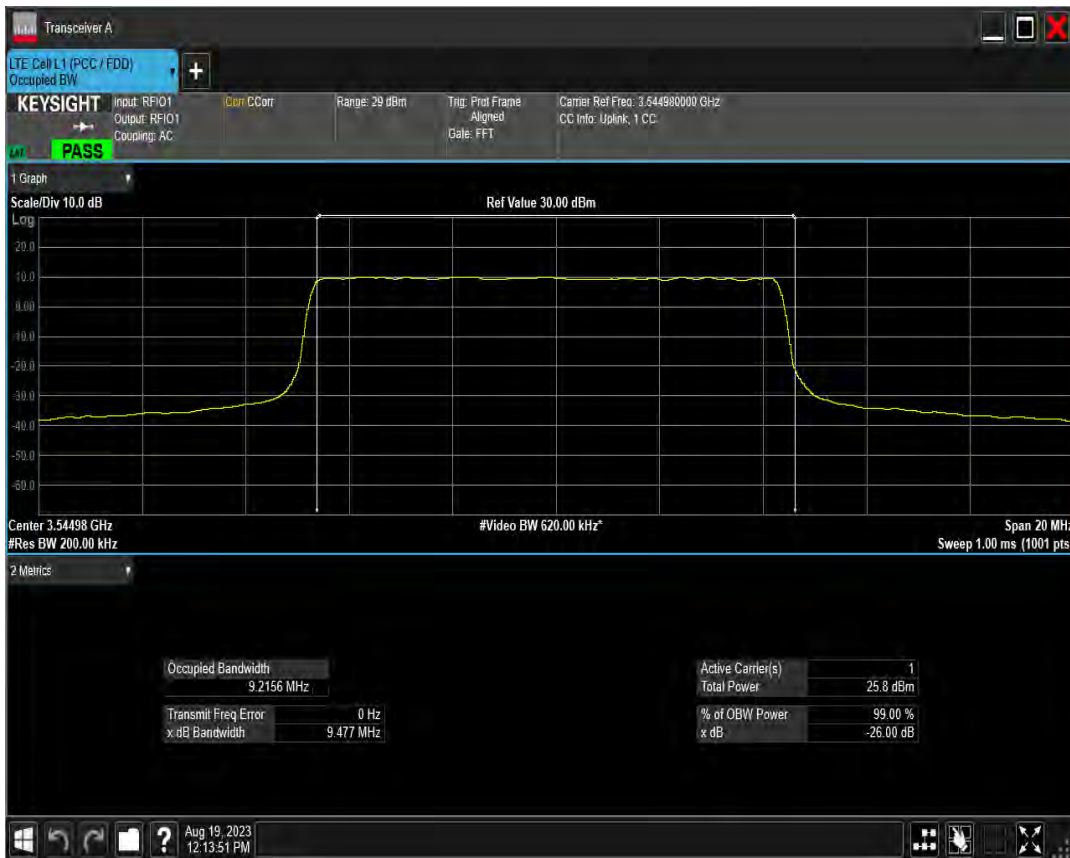 Transceiver A
LTE Cell L1 (PCC / FDD)
Occupied BW
+
KEYSIGHT
Input: RFIO1
Output: RFIO1
Coupling: AC
Corr CCorr
Range: 29 dBm
Trig: Prot Frame
Aligned
Gate: FFT
Carrier Ref Freq: 3.544980000 GHz
CC Info: Uplink, 1 CC
PASS
1 Graph
Scale/Div 10.0 dB
Ref Value 30.00 dBm
Log
20.0
10.0
0.00
-10.0
-20.0
-30.0
-40.0
-50.0
-60.0
Center 3.54498 GHz
#Video BW 620.00 kHz*
Span 20 MHz
#Res BW 200.00 kHz
Sweep 1.00 ms (1001 pts
2 Metrics
Occupied Bandwidth
9.2156 MHz
Transmit Freq Error 0 Hz
x dB Bandwidth 9.477 MHz
Active Carrier(s) 1
Total Power 25.8 dBm
% of OBW Power 99.00 %
x dB -26.00 dB
?
Aug 19, 2023
12:13:51 PM